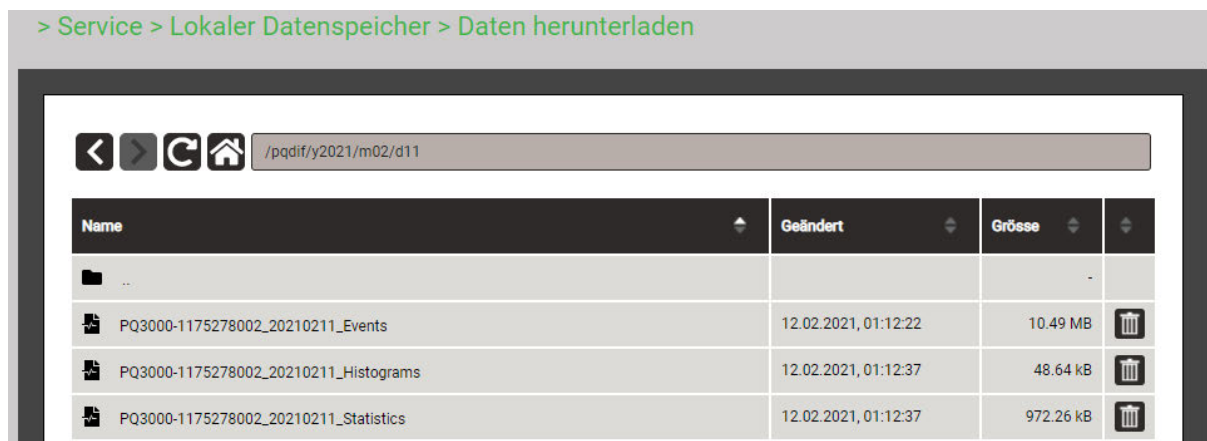 > Service > Lokaler Datenspeicher > Daten herunterladen
/pqdif/y2021/m02/d11
Name Geändert Grösse
.. -
PQ3000-1175278002_20210211_Events 12.02.2021, 01:12:22 10.49 MB
PQ3000-1175278002_20210211_Histograms 12.02.2021, 01:12:37 48.64 kB
PQ3000-1175278002_20210211_Statistics 12.02.2021, 01:12:37 972.26 kB